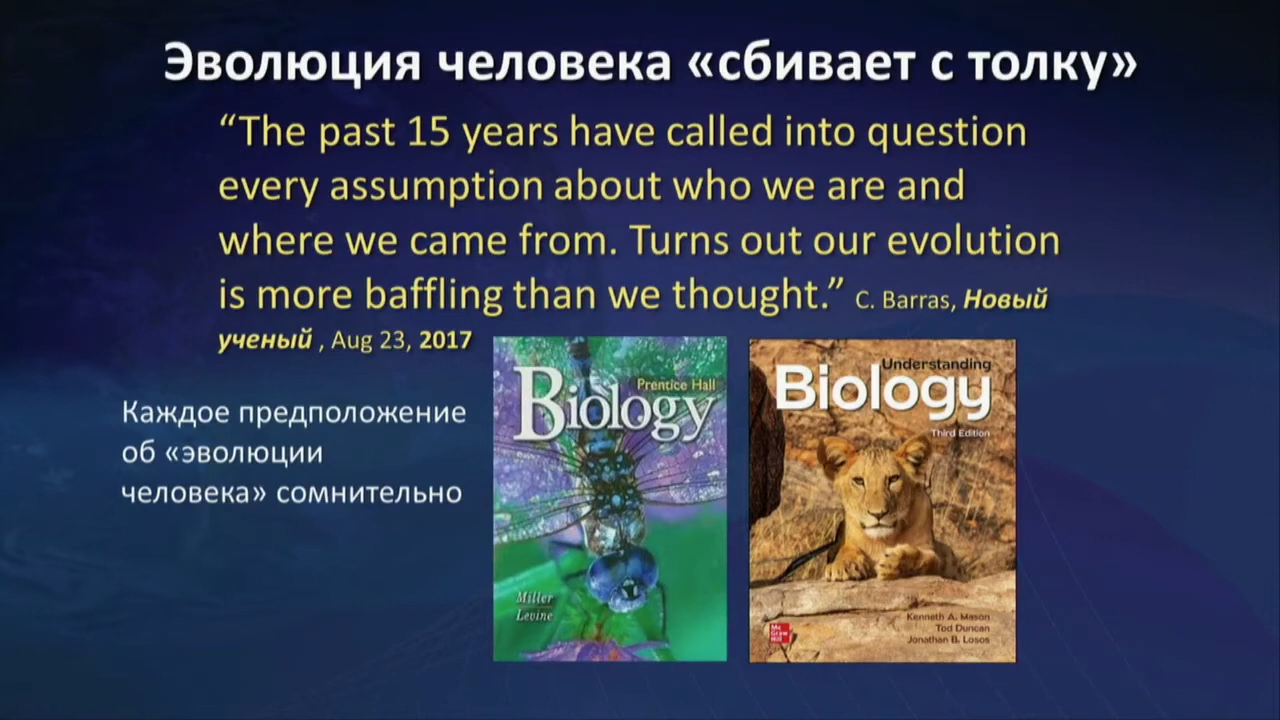 Эволюция человека «сбивает с толку»
“The past 15 years have called into question
every assumption about who we are and
where we came from. Turns out our evolution
is more baffling than we thought.” C. Barras, Новый
ученый , Aug 23, 2017
Каждое предположение
об «эволюции
человека» сомнительно
Prentice Hall
Biology
Miller
Levine
Understanding
Biology
Third Edition
Mc
Graw
Hill
Kenneth A. Mason
Tod Duncan
Jonathan B. Losos